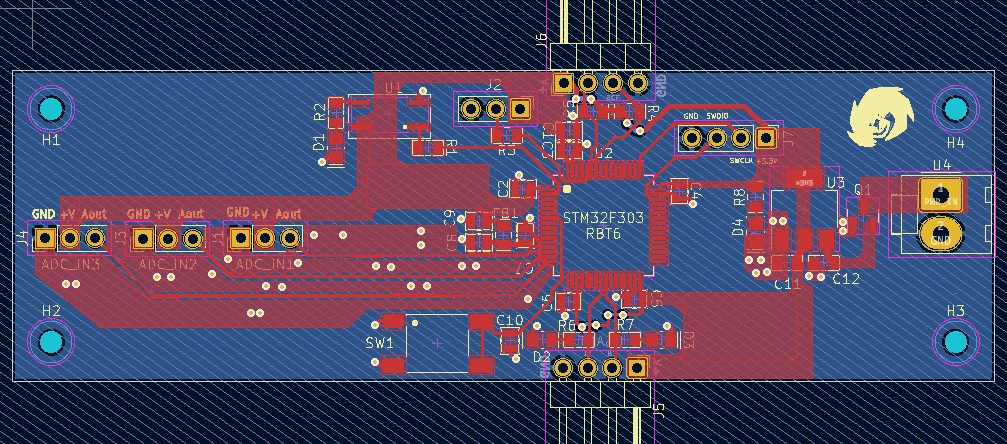 J6
GND
U1
J2
R2
H1
D1
GND SWDIO
J7
SWCLK +3.3v
H4
U4
R3
U2
C2
C4
R8
U3
Q1
PWR_IN
GND
GND +V Aout
GND +V Aout
GND +V Aout
C9
FB1
STM32F303
RBT6
D4
J4
J3
J1
ADC_IN3
ADC_IN2
ADC_IN1
C11
C12
H2
C10
R6
R7
H3
SW1
D2
D3
GND
J5